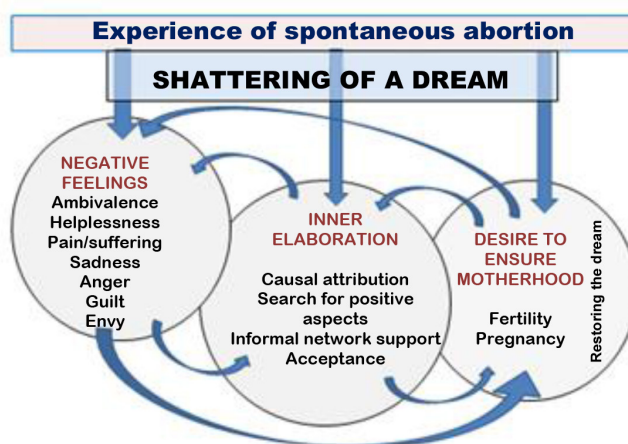 Experience of spontaneous abortion
SHATTERING OF A DREAM
NEGATIVE
FEELINGS
Ambivalence
Helplessness
Pain/suffering
Sadness
Anger
Guilt
Envy
INNER
ELABORATION
Causal attribution
Search for positive
aspects
Informal network support
Acceptance
DESIRE TO
ENSURE
MOTHERHOOD
Fertility
Pregnancy
Restoring the dream